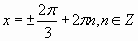 x = ± 2π/3 + 2πn, n ∈ Z